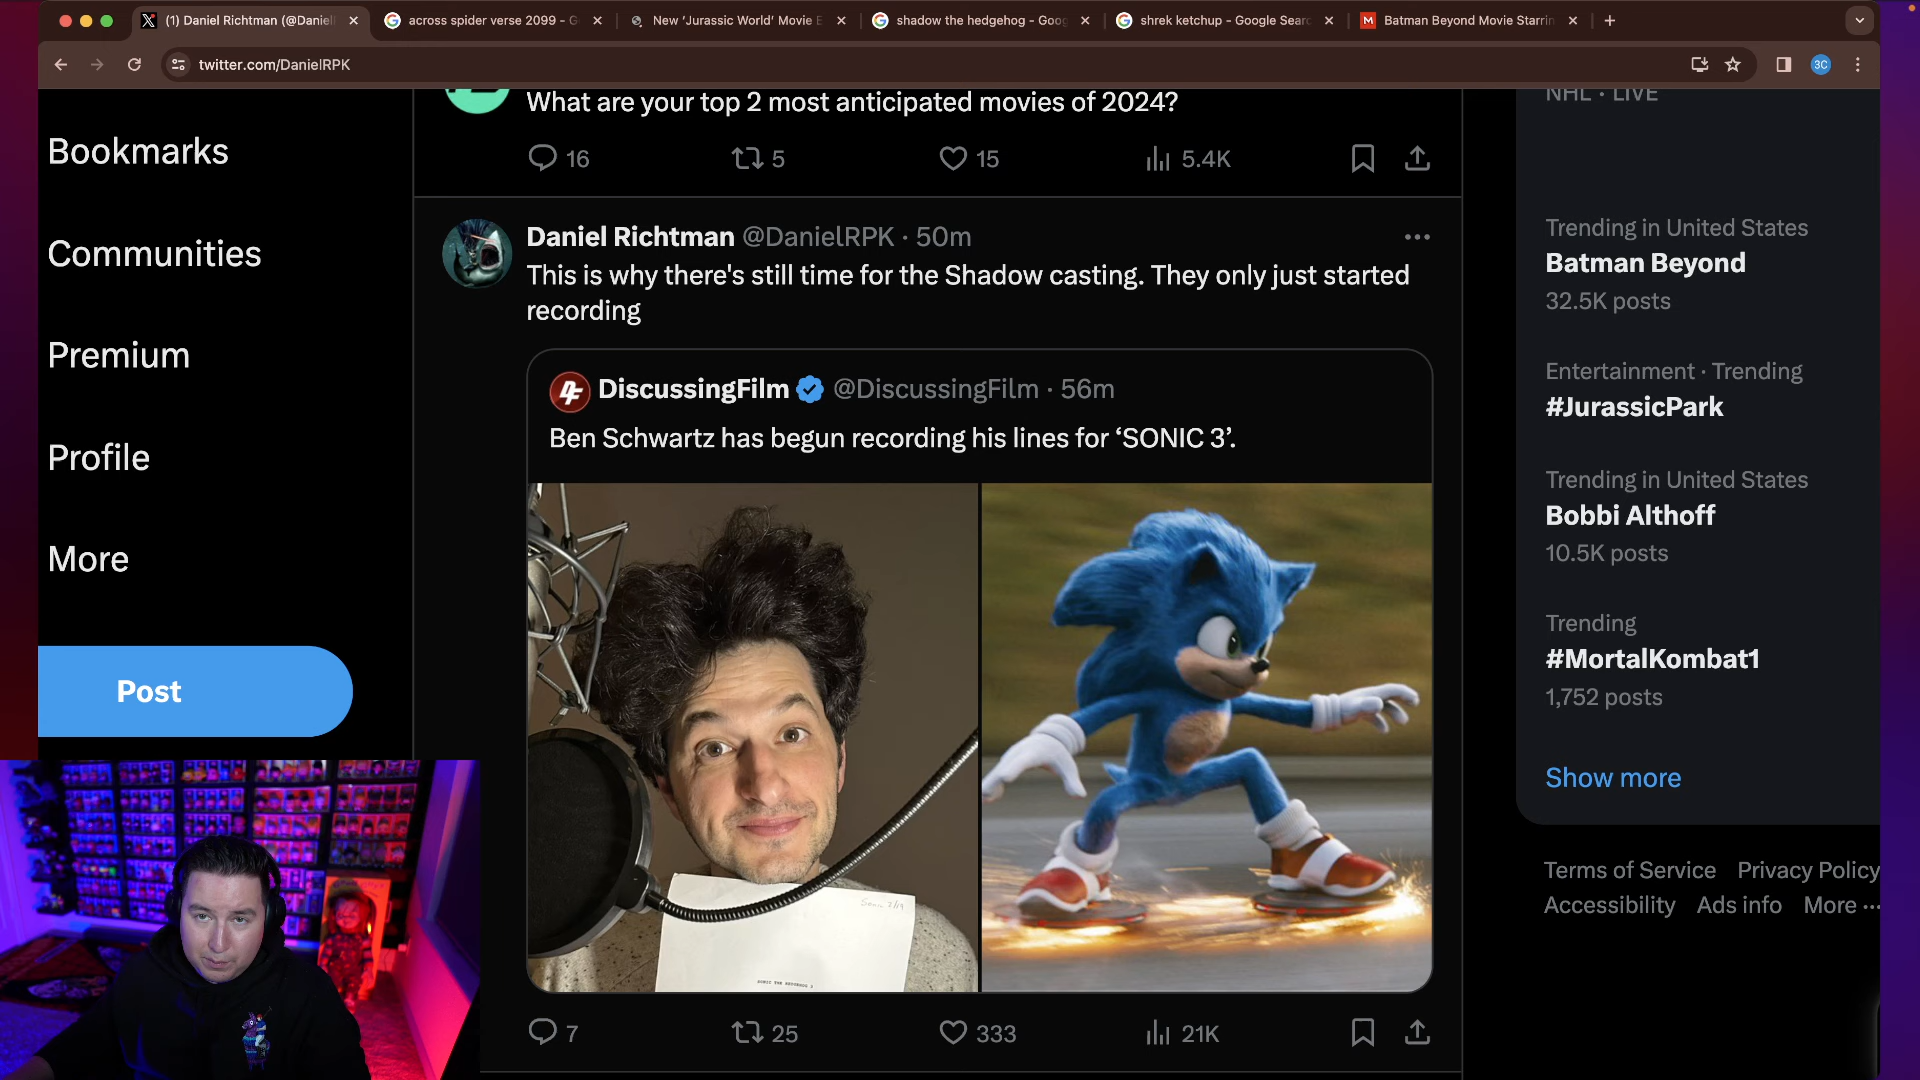 (1) Daniel Richtman (@Daniel
across spider verse 2099 - G
New ‘Jurassic World’ Movie E
shadow the hedgehog - Goog
shrek ketchup - Google Searc
Batman Beyond Movie Starrin
twitter.com/DanielRPK
3C
Bookmarks
Communities
Premium
Profile
More
Post
What are your top 2 most anticipated movies of 2024?
16
5
15
5.4K
Daniel Richtman @DanielRPK · 50m
This is why there's still time for the Shadow casting. They only just started
recording
DiscussingFilm @DiscussingFilm · 56m
Ben Schwartz has begun recording his lines for ‘SONIC 3’.
SONIC THE HEDGEHOG 3
7
25
333
21K
NHL · LIVE
Trending in United States
Batman Beyond
32.5K posts
Entertainment · Trending
#JurassicPark
Trending in United States
Bobbi Althoff
10.5K posts
Trending
#MortalKombat1
1,752 posts
Show more
Terms of Service Privacy Policy
Accessibility Ads info More ...